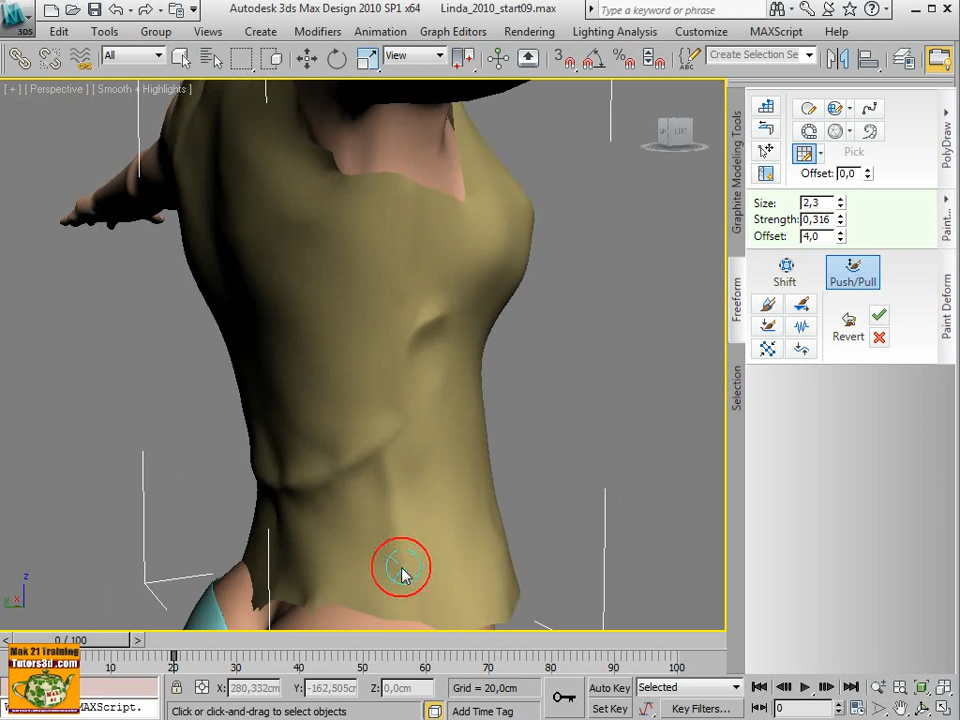 Autodesk 3ds Max Design 2010 SP1 x64 Linda_2010_start09.max
Type a keyword or phrase
3DS
Edit Tools Group Views Create Modifiers Animation Graph Editors Rendering Lighting Analysis Customize MAXScript Help
All View Create Selection Se
[ + ] [ Perspective ] [ Smooth + Highlights ]
LEFT
Graphite Modeling Tools
Freeform
Selection
Pick
Offset: 0,0
PolyDraw
Size: 2,3
Strength: 0,316
Offset: 4,0
Paint...
Shift Push/Pull
Revert
Paint Deform
z
x
0 / 100
20 30 40 50 60 70 80 90 100
Mak 21 Training
Tutors3d.com
X: 280,332cm Y: -162,505cm Z: 0,0cm Grid = 20,0cm
Auto Key Selected
MAXScript. Click or click-and-drag to select objects Add Time Tag
Set Key Key Filters... 0